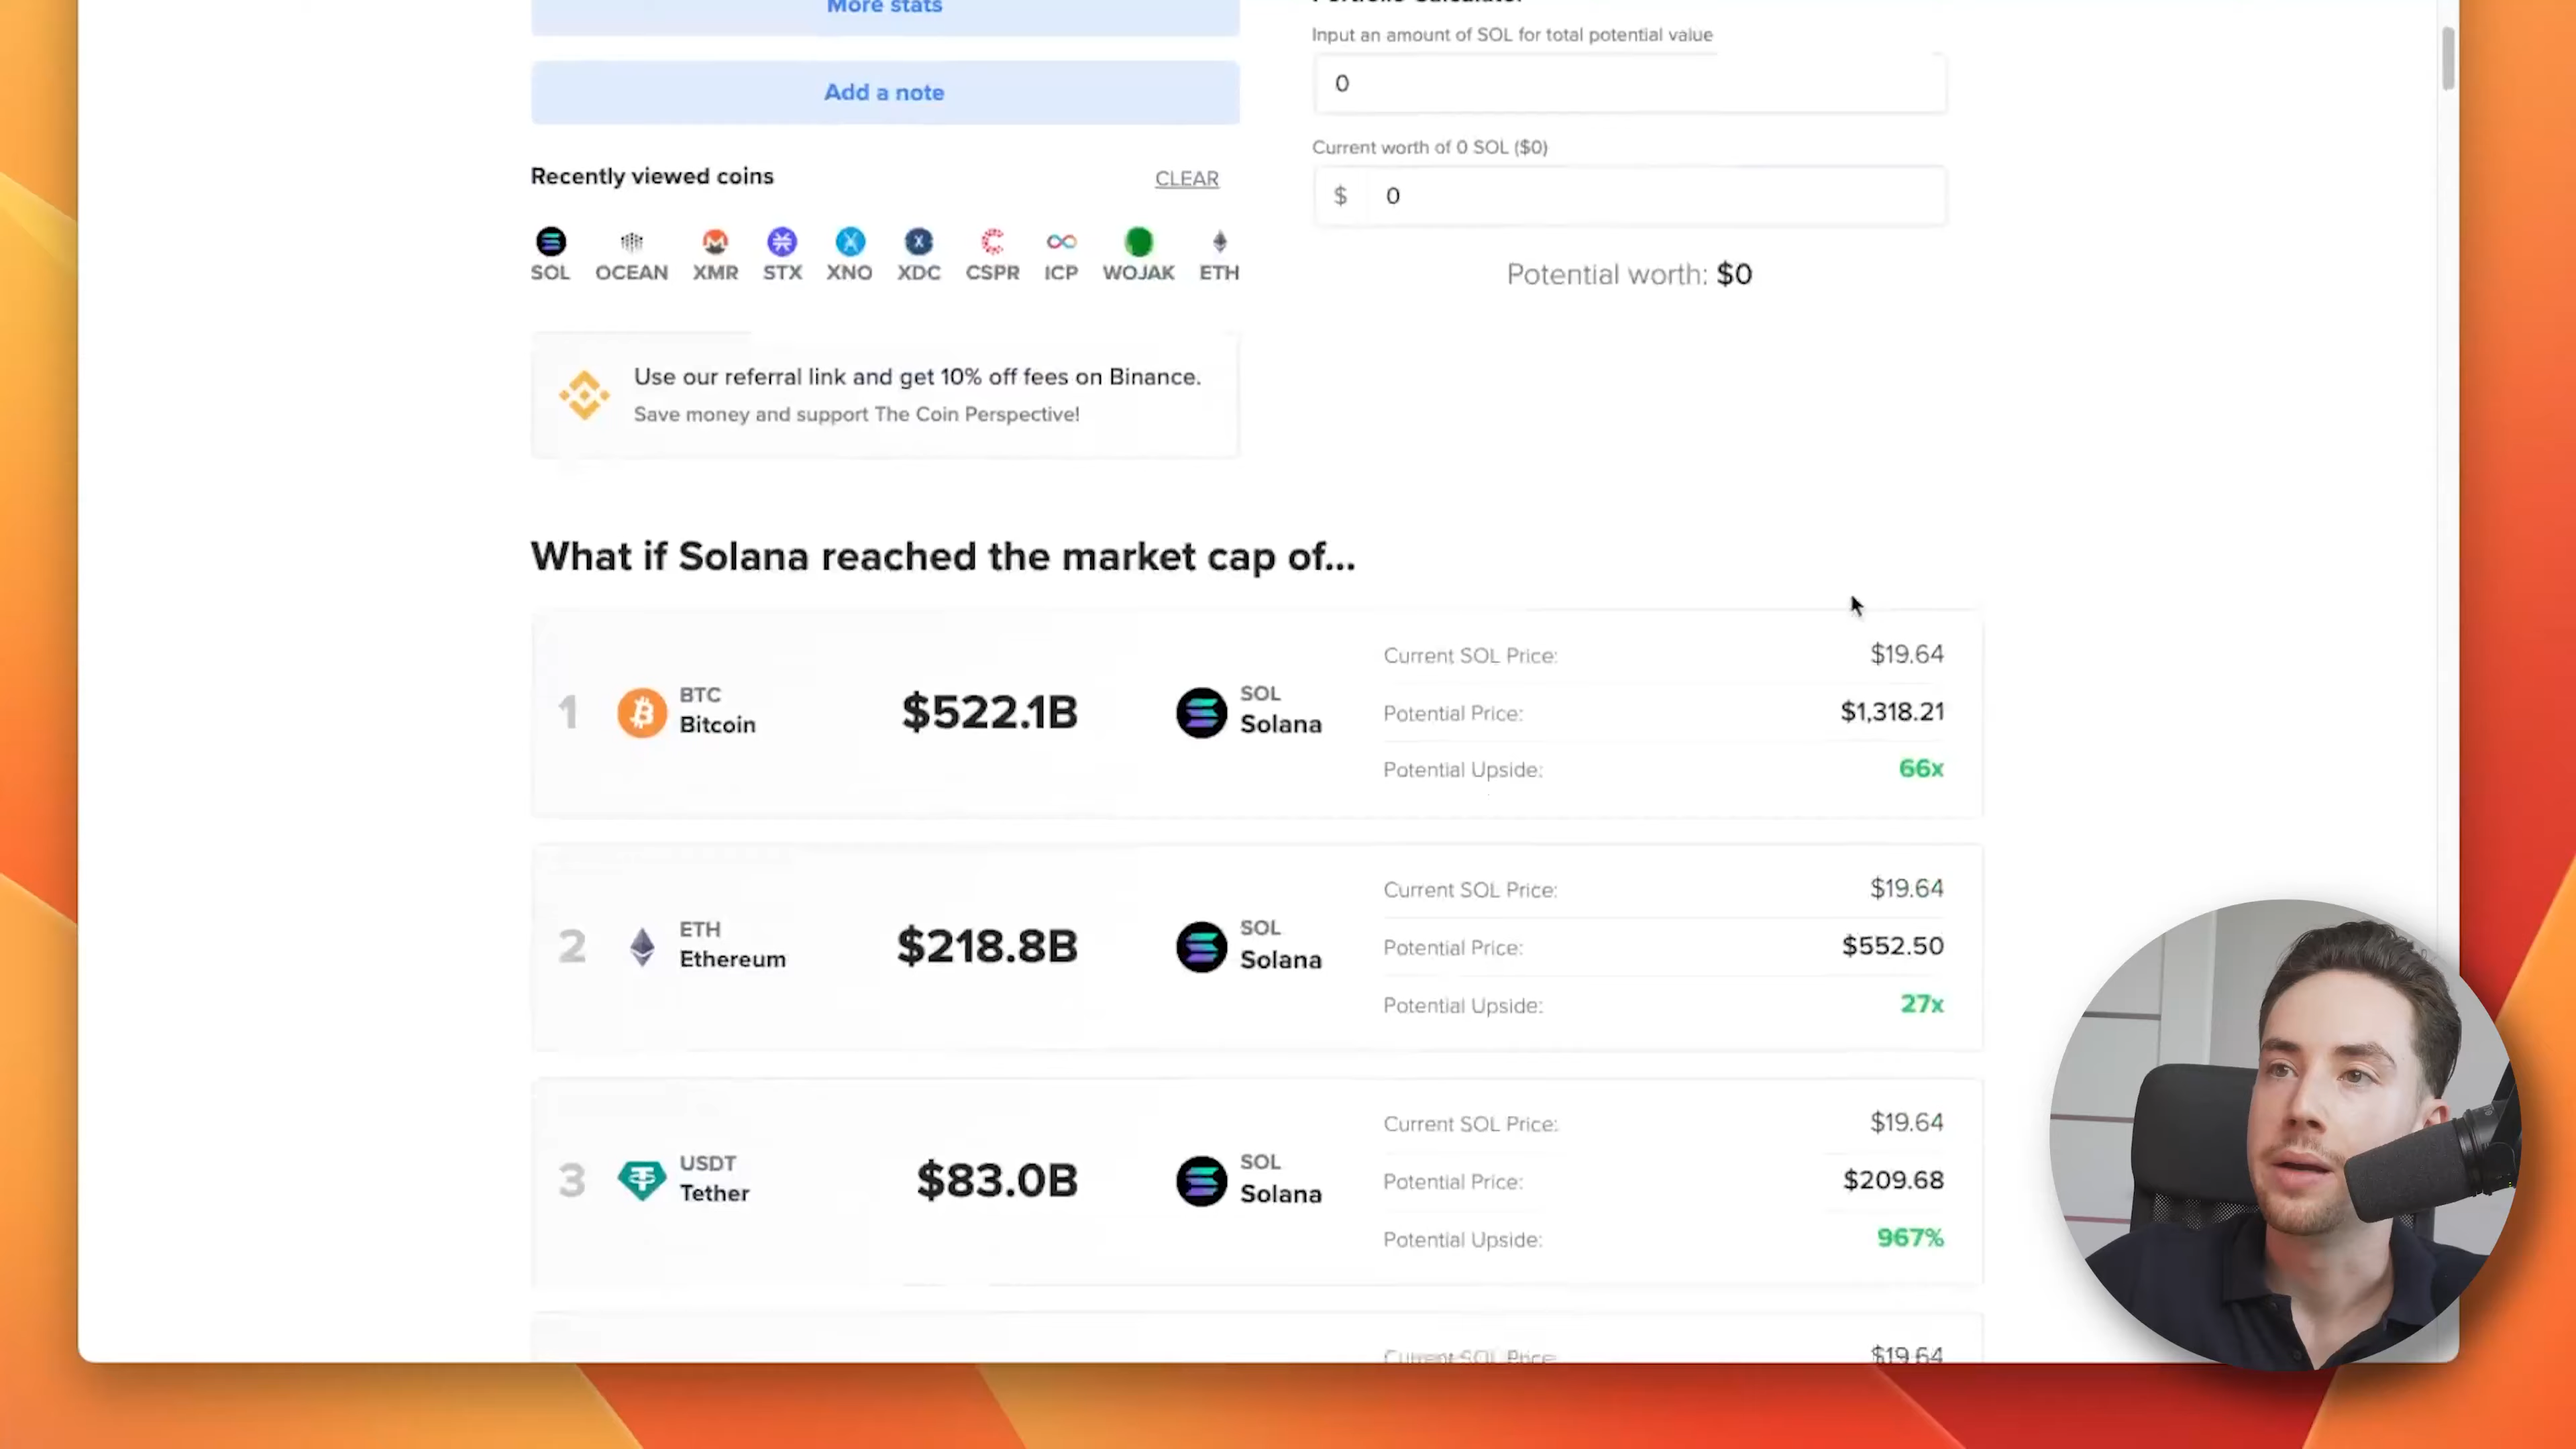 More stats
Add a note
Recently viewed coins CLEAR
SOL OCEAN XMR STX XNO XDC CSPR ICP WOJAK ETH
Use our referral link and get 10% off fees on Binance.
Save money and support The Coin Perspective!
Portfolio Calculator
Input an amount of SOL for total potential value
0
Current worth of 0 SOL ($0)
$ 0
Potential worth: $0
What if Solana reached the market cap of...
1 BTC Bitcoin $522.1B SOL Solana
Current SOL Price: $19.64
Potential Price: $1,318.21
Potential Upside: 66x
2 ETH Ethereum $218.8B SOL Solana
Current SOL Price: $19.64
Potential Price: $552.50
Potential Upside: 27x
3 USDT Tether $83.0B SOL Solana
Current SOL Price: $19.64
Potential Price: $209.68
Potential Upside: 967%
Current SOL Price: $19.64